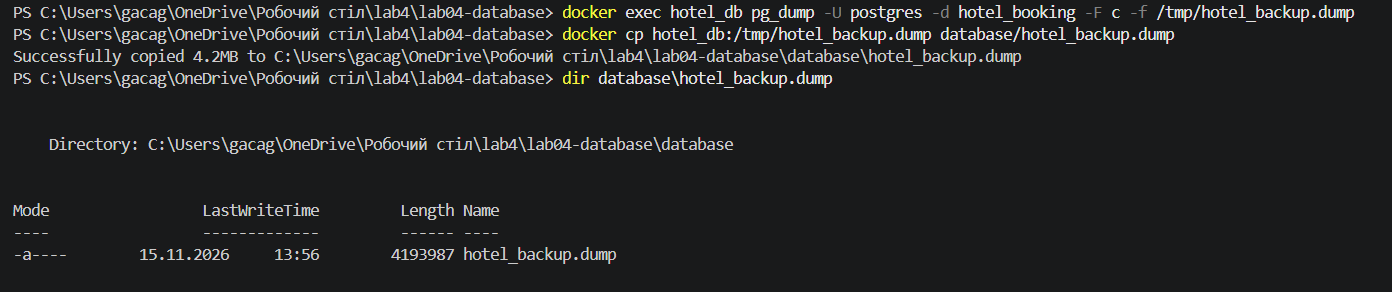 PS C:\Users\gacag\OneDrive\Робочий стіл\lab4\lab04-database> docker exec hotel_db pg_dump -U postgres -d hotel_booking -F c -f /tmp/hotel_backup.dump
PS C:\Users\gacag\OneDrive\Робочий стіл\lab4\lab04-database> docker cp hotel_db:/tmp/hotel_backup.dump database/hotel_backup.dump
Successfully copied 4.2MB to C:\Users\gacag\OneDrive\Робочий стіл\lab4\lab04-database\database\hotel_backup.dump
PS C:\Users\gacag\OneDrive\Робочий стіл\lab4\lab04-database> dir database\hotel_backup.dump
Directory: C:\Users\gacag\OneDrive\Робочий стіл\lab4\lab04-database\database
Mode                 LastWriteTime         Length Name
----                 -------------         ------ ----
-a----        15.11.2026     13:56        4193987 hotel_backup.dump